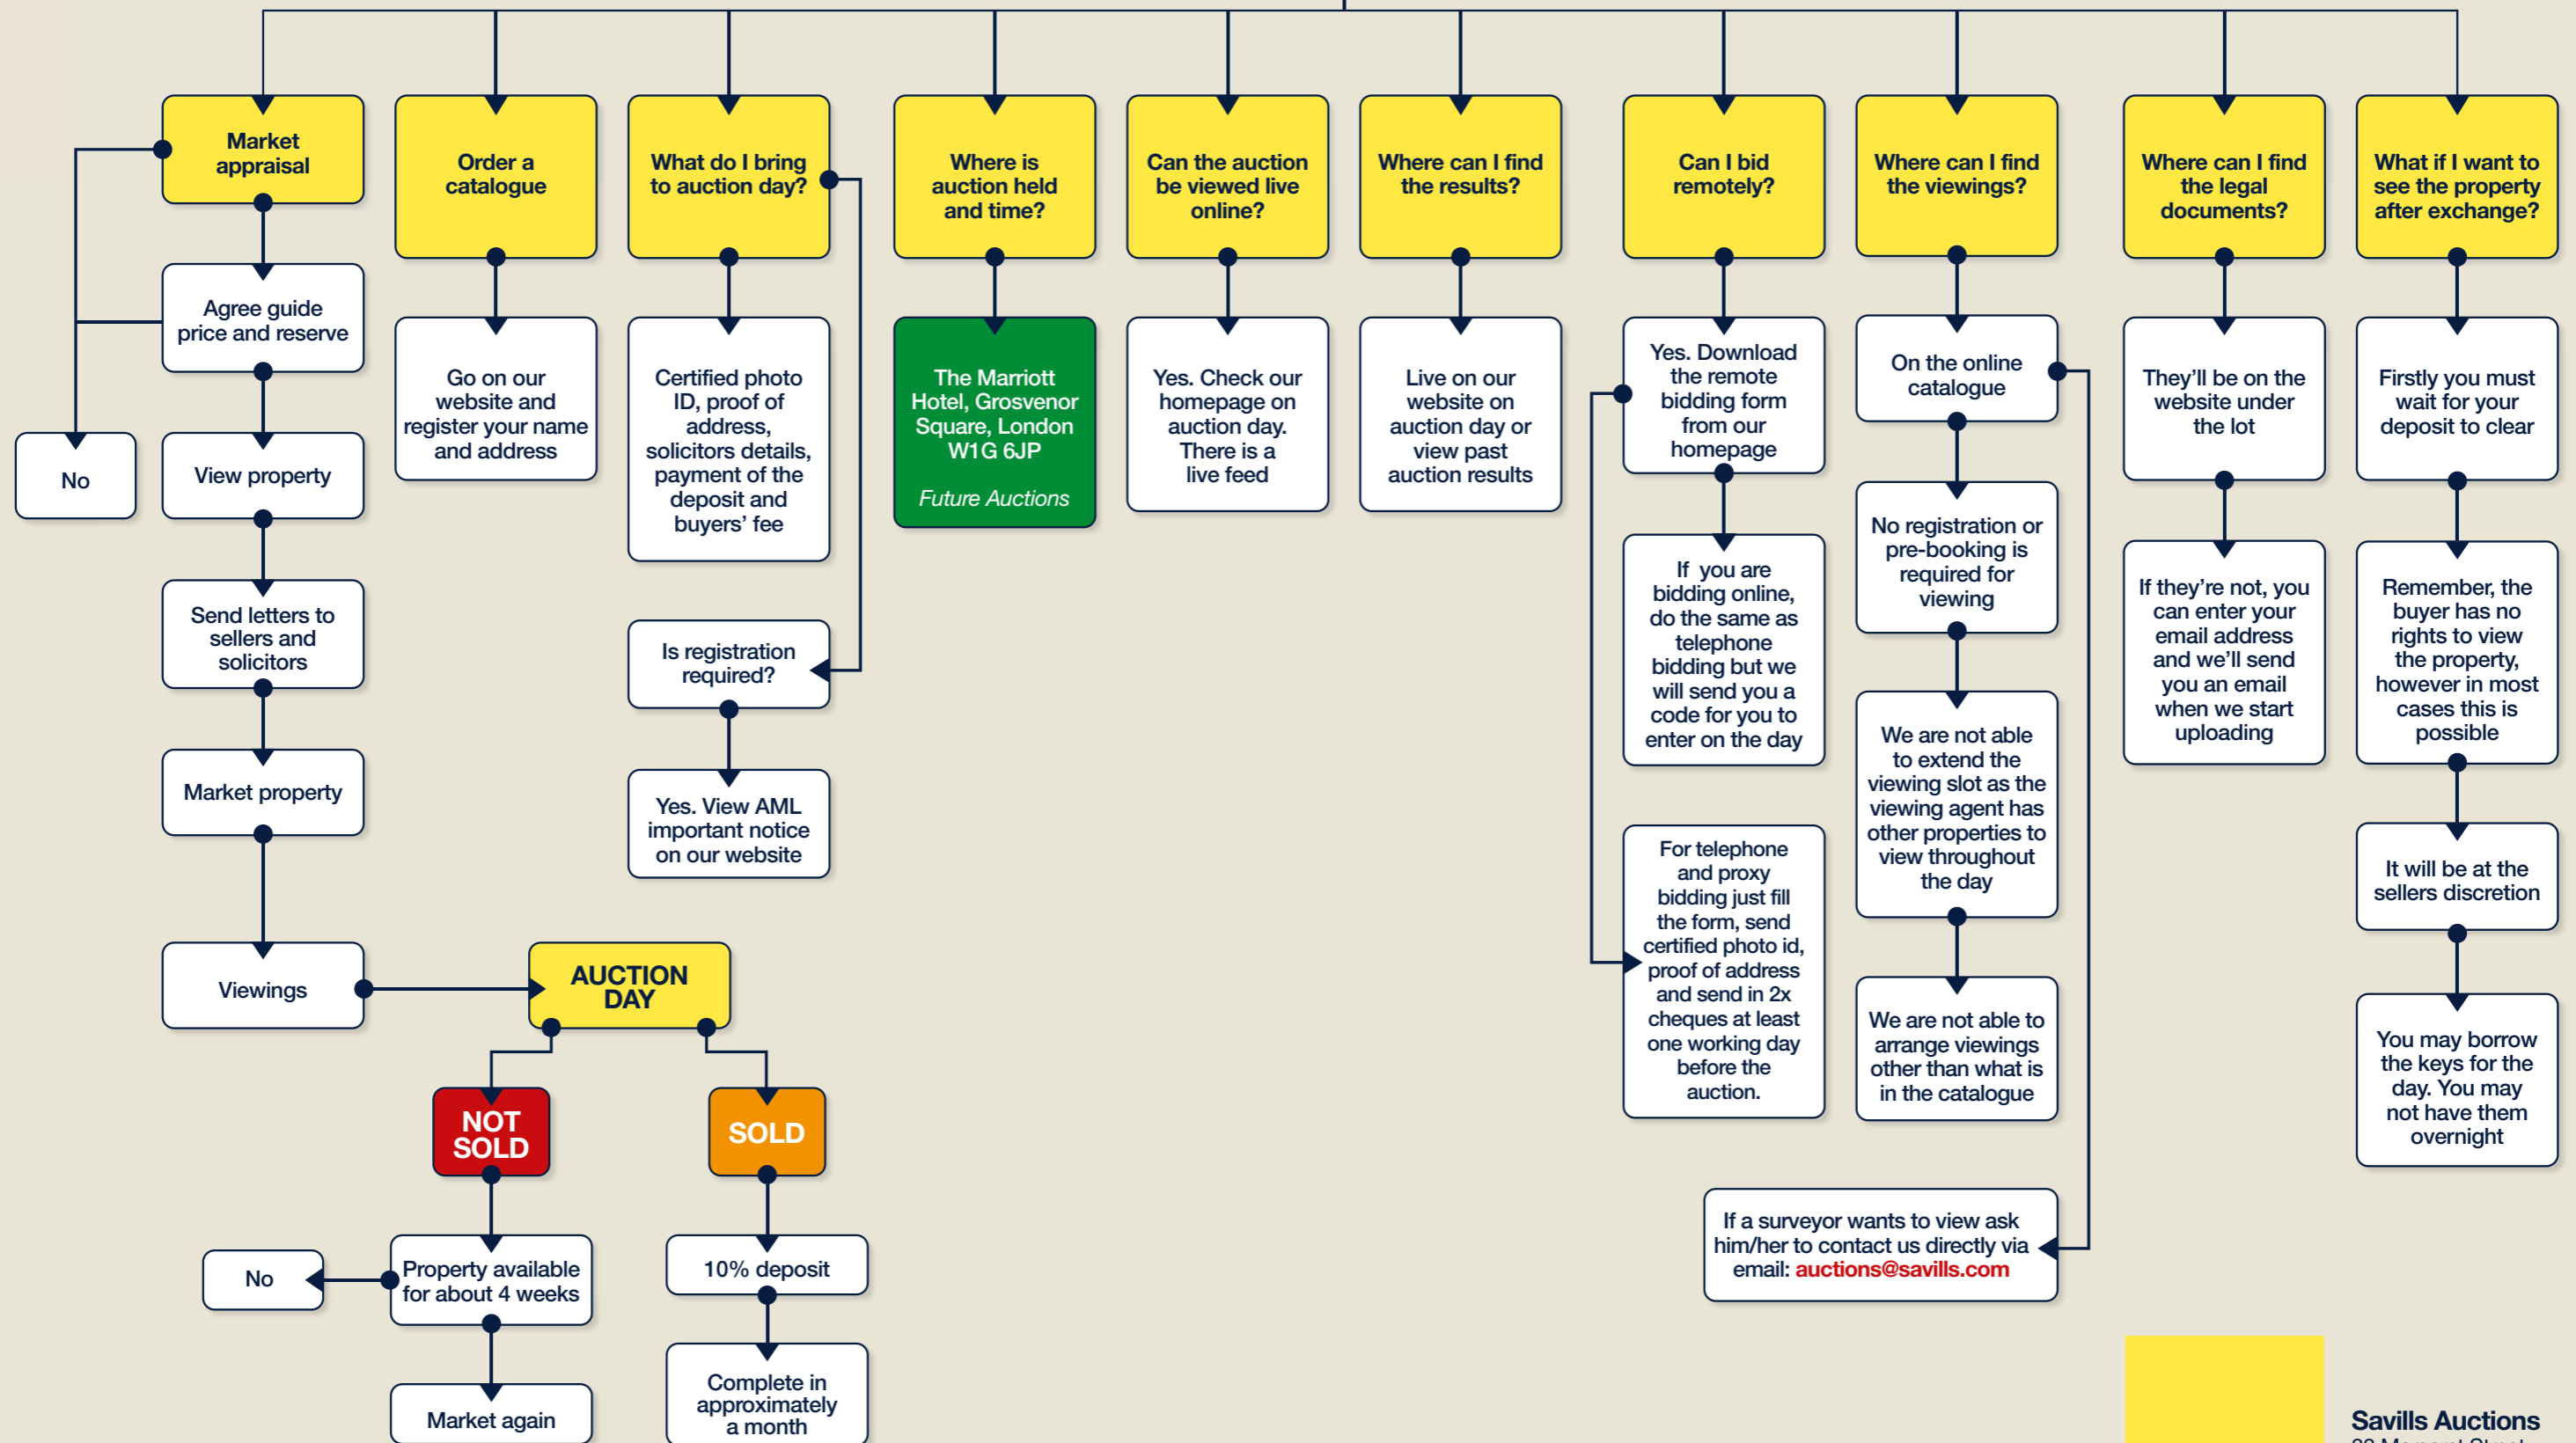 Market
appraisal
Agree guide
price and reserve
No
View property
Send letters to
sellers and
solicitors
Market property
Viewings
AUCTION
DAY
NOT
SOLD
Property available
for about 4 weeks
No
Market again
SOLD
10% deposit
Complete in
approximately
a month
Order a
catalogue
Go on our
website and
register your name
and address
What do I bring
to auction day?
Certified photo
ID, proof of
address,
solicitors details,
payment of the
deposit and
buyers’ fee
Is registration
required?
Yes. View AML
important notice
on our website
Where is
auction held
and time?
The Marriott
Hotel, Grosvenor
Square, London
W1G 6JP
Future Auctions
Can the auction
be viewed live
online?
Yes. Check our
homepage on
auction day.
There is a
live feed
Where can I find
the results?
Live on our
website on
auction day or
view past
auction results
Can I bid
remotely?
Yes. Download
the remote
bidding form
from our
homepage
If you are
bidding online,
do the same as
telephone
bidding but we
will send you a
code for you to
enter on the day
For telephone
and proxy
bidding just fill
the form, send
certified photo id,
proof of address
and send in 2x
cheques at least
one working day
before the
auction.
Where can I find
the viewings?
On the online
catalogue
No registration or
pre-booking is
required for
viewing
We are not able
to extend the
viewing slot as the
viewing agent has
other properties to
view throughout
the day
We are not able to
arrange viewings
other than what is
in the catalogue
If a surveyor wants to view ask
him/her to contact us directly via
email: auctions@savills.com
Where can I find
the legal
documents?
They’ll be on the
website under
the lot
If they’re not, you
can enter your
email address
and we’ll send
you an email
when we start
uploading
What if I want to
see the property
after exchange?
Firstly you must
wait for your
deposit to clear
Remember, the
buyer has no
rights to view
the property,
however in most
cases this is
possible
It will be at the
sellers discretion
You may borrow
the keys for the
day. You may
not have them
overnight
Savills Auctions